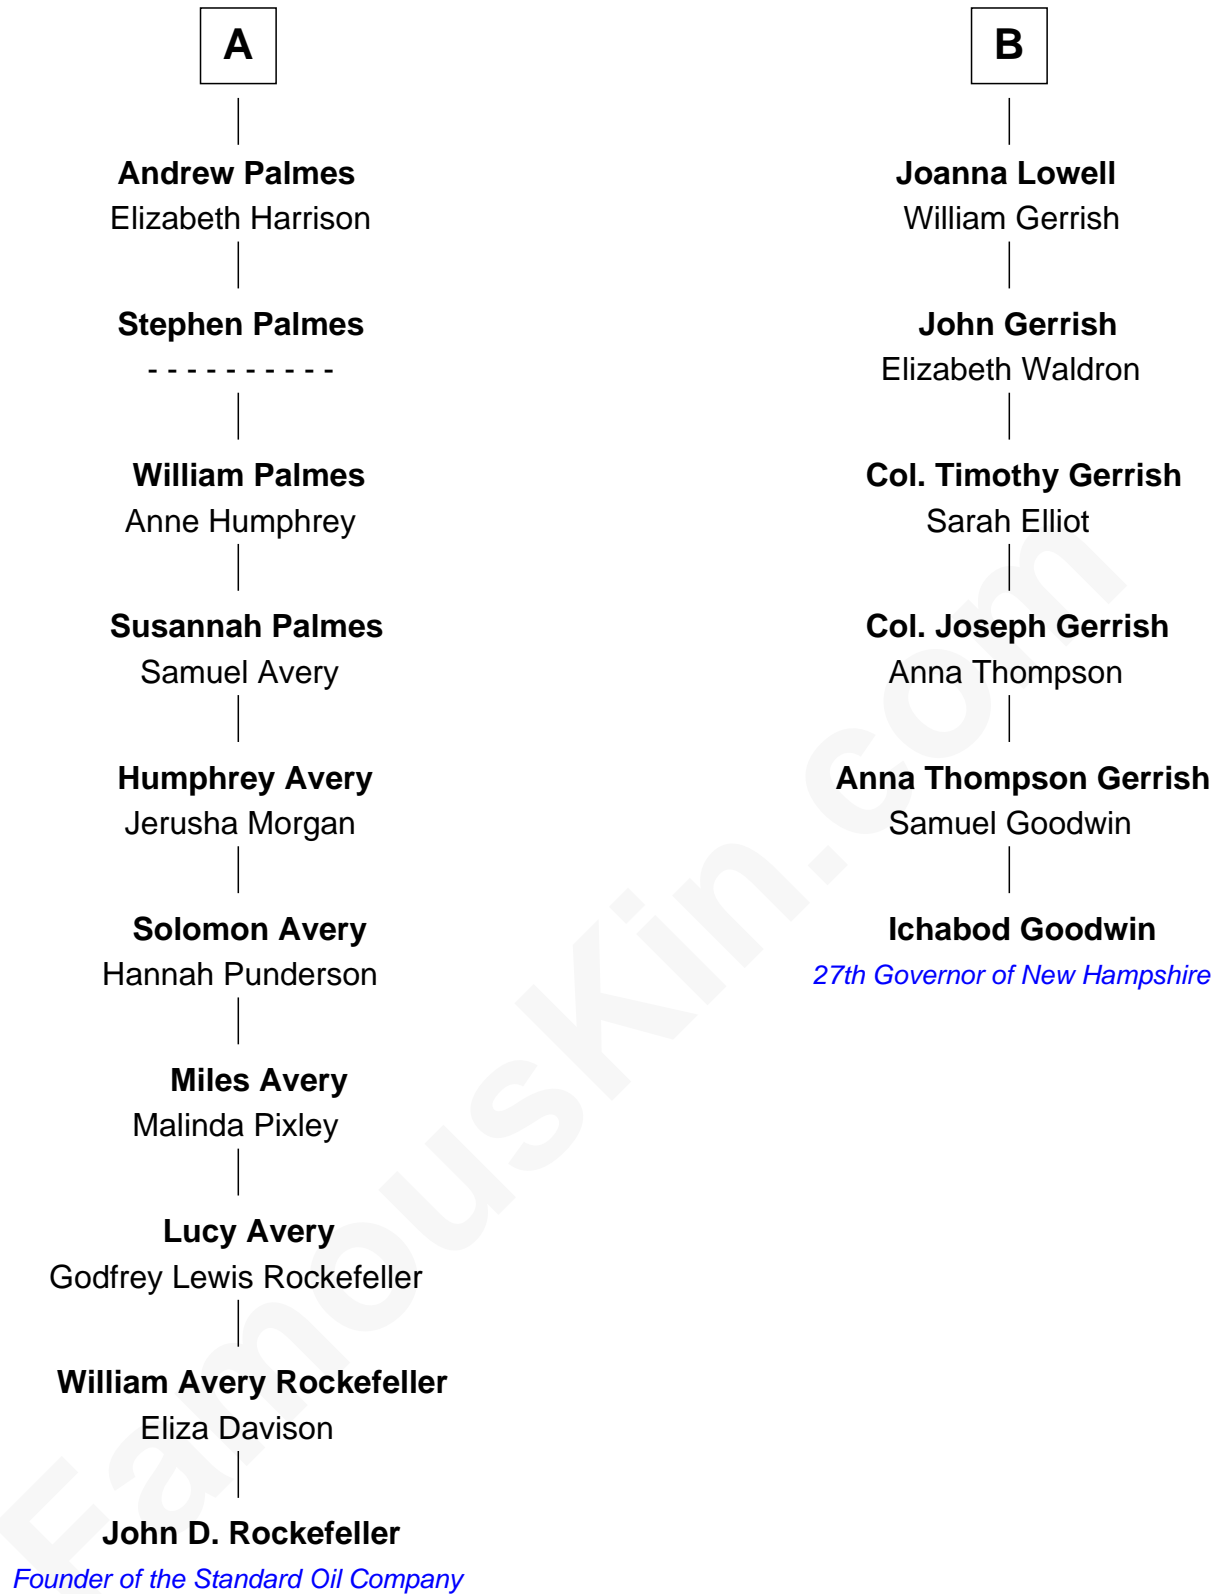 A
Andrew Palmes
Elizabeth Harrison
Stephen Palmes
- - - - - - - - - -
William Palmes
Anne Humphrey
Susannah Palmes
Samuel Avery
Humphrey Avery
Jerusha Morgan
Solomon Avery
Hannah Punderson
Miles Avery
Malinda Pixley
Lucy Avery
Godfrey Lewis Rockefeller
William Avery Rockefeller
Eliza Davison
John D. Rockefeller
Founder of the Standard Oil Company
B
Joanna Lowell
William Gerrish
John Gerrish
Elizabeth Waldron
Col. Timothy Gerrish
Sarah Elliot
Col. Joseph Gerrish
Anna Thompson
Anna Thompson Gerrish
Samuel Goodwin
Ichabod Goodwin
27th Governor of New Hampshire
FamousKin.com